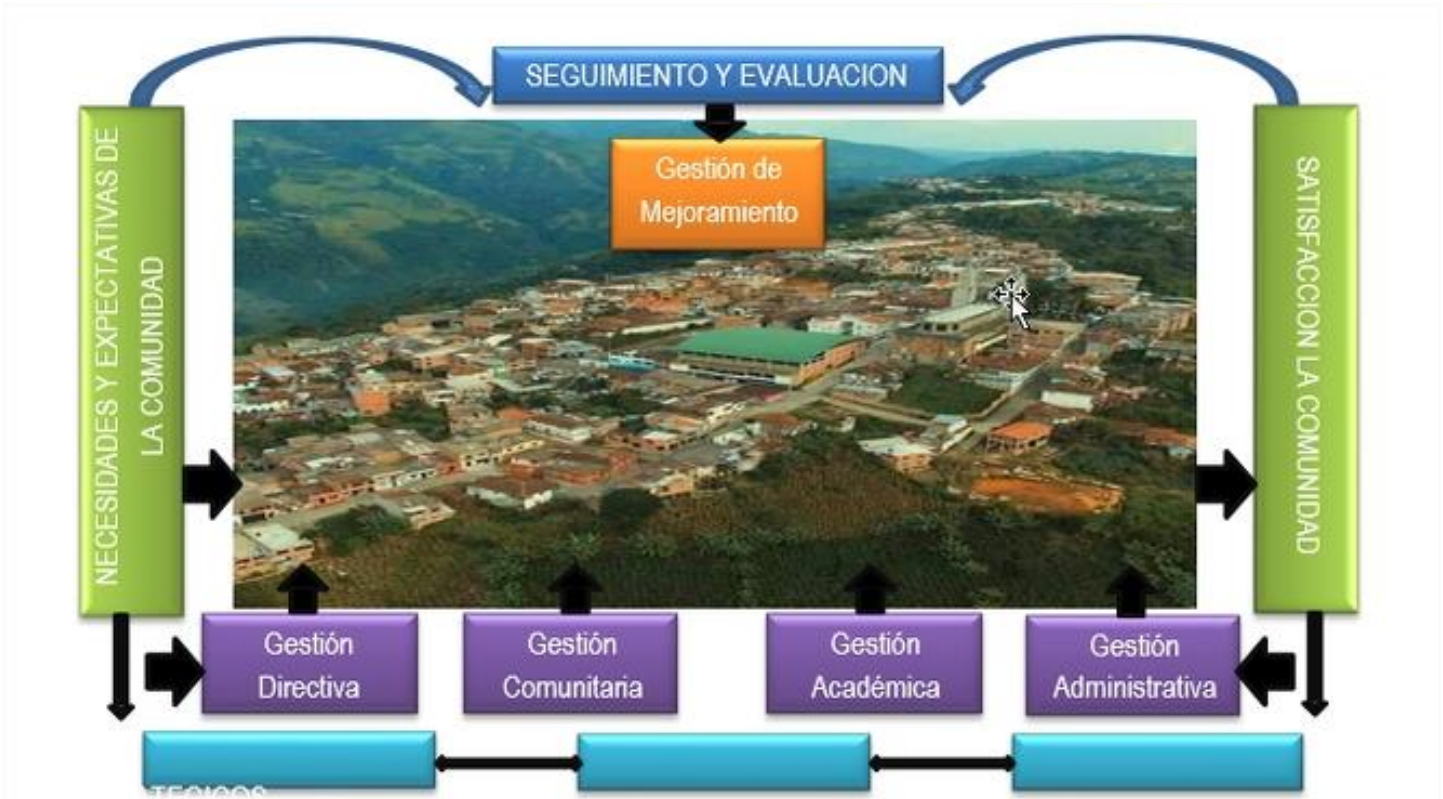 SEGUIMIENTO Y EVALUACION
NECESIDADES Y EXPECTATIVAS DE
LA COMUNIDAD
Gestión de
Mejoramiento
SATISFACCION LA COMUNIDAD
Gestión
Directiva
Gestión
Comunitaria
Gestión
Académica
Gestión
Administrativa